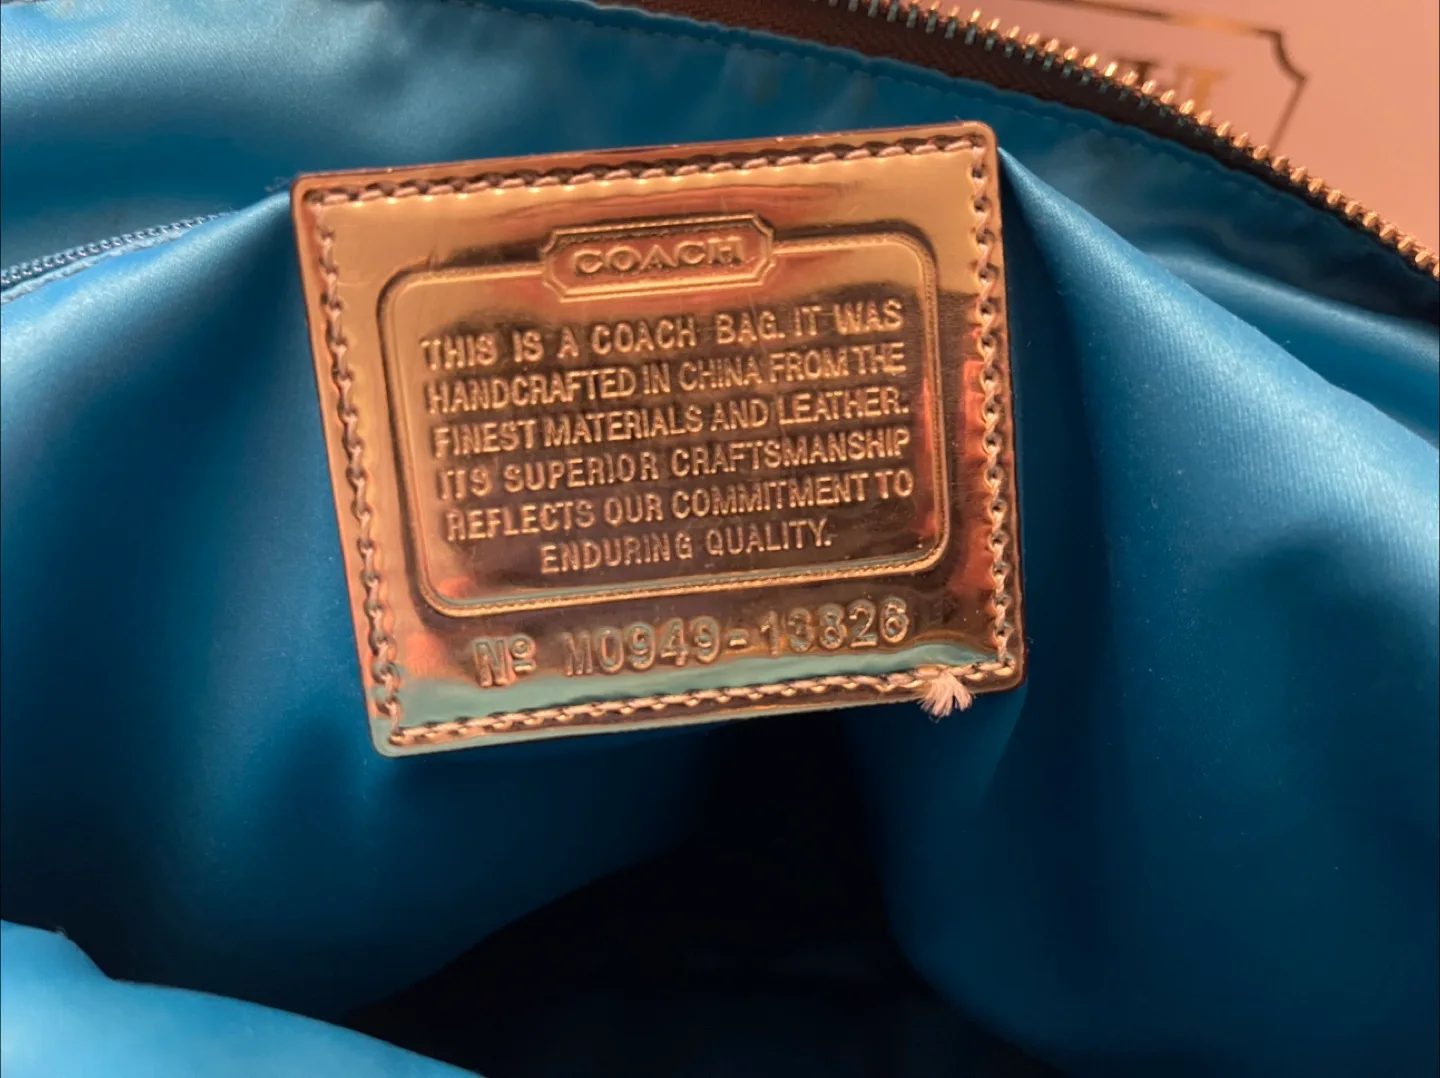 COACH
THIS IS A COACH BAG. IT WAS
HANDCRAFTED IN CHINA FROM THE
FINEST MATERIALS AND LEATHER.
ITS SUPERIOR CRAFTSMANSHIP
REFLECTS OUR COMMITMENT TO
ENDURING QUALITY.
Nº M0949-13826